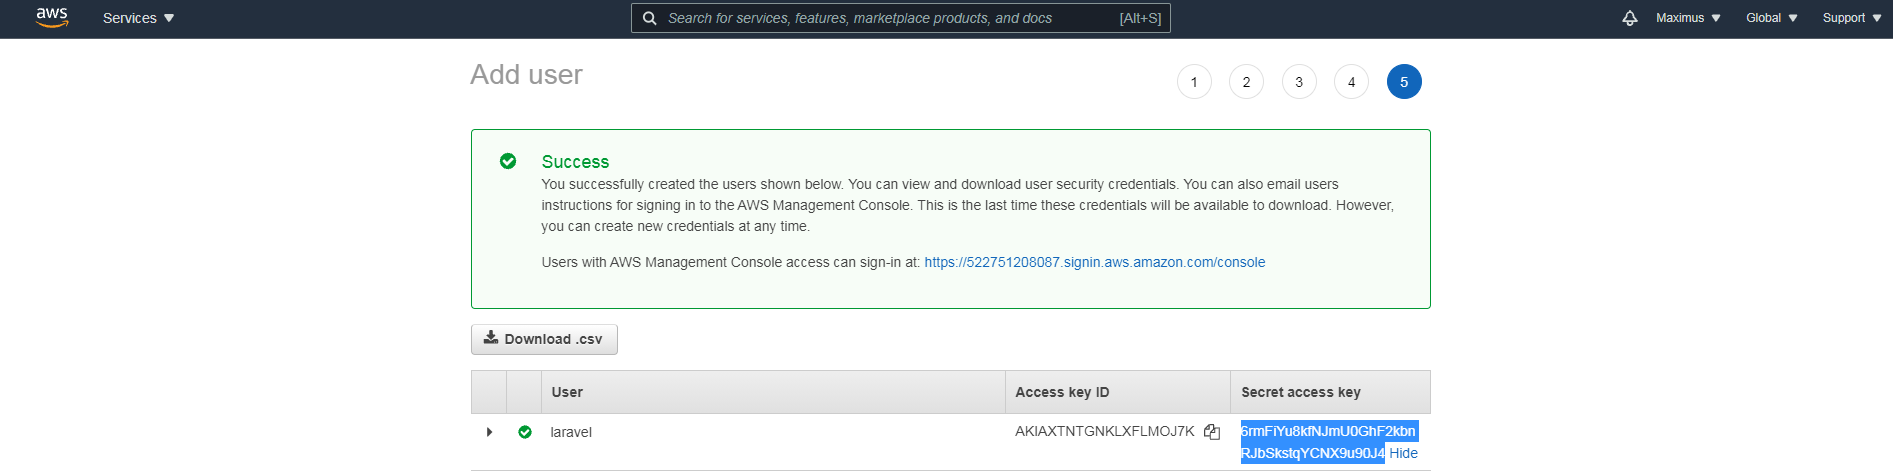 aws Services Search for services, features, marketplace products, and docs [Alt+S] Maximus Global Support
Add user 1 2 3 4 5
Success
You successfully created the users shown below. You can view and download user security credentials. You can also email users
instructions for signing in to the AWS Management Console. This is the last time these credentials will be available to download. However,
you can create new credentials at any time.
Users with AWS Management Console access can sign-in at: https://522751208087.signin.aws.amazon.com/console
Download .csv
User Access key ID Secret access key
laravel AKIAXTNTGNKLXFLMOJ7K 6rmFiYu8kfNJmU0GhF2kbn
RJbSkstqYCNX9u90J4 Hide